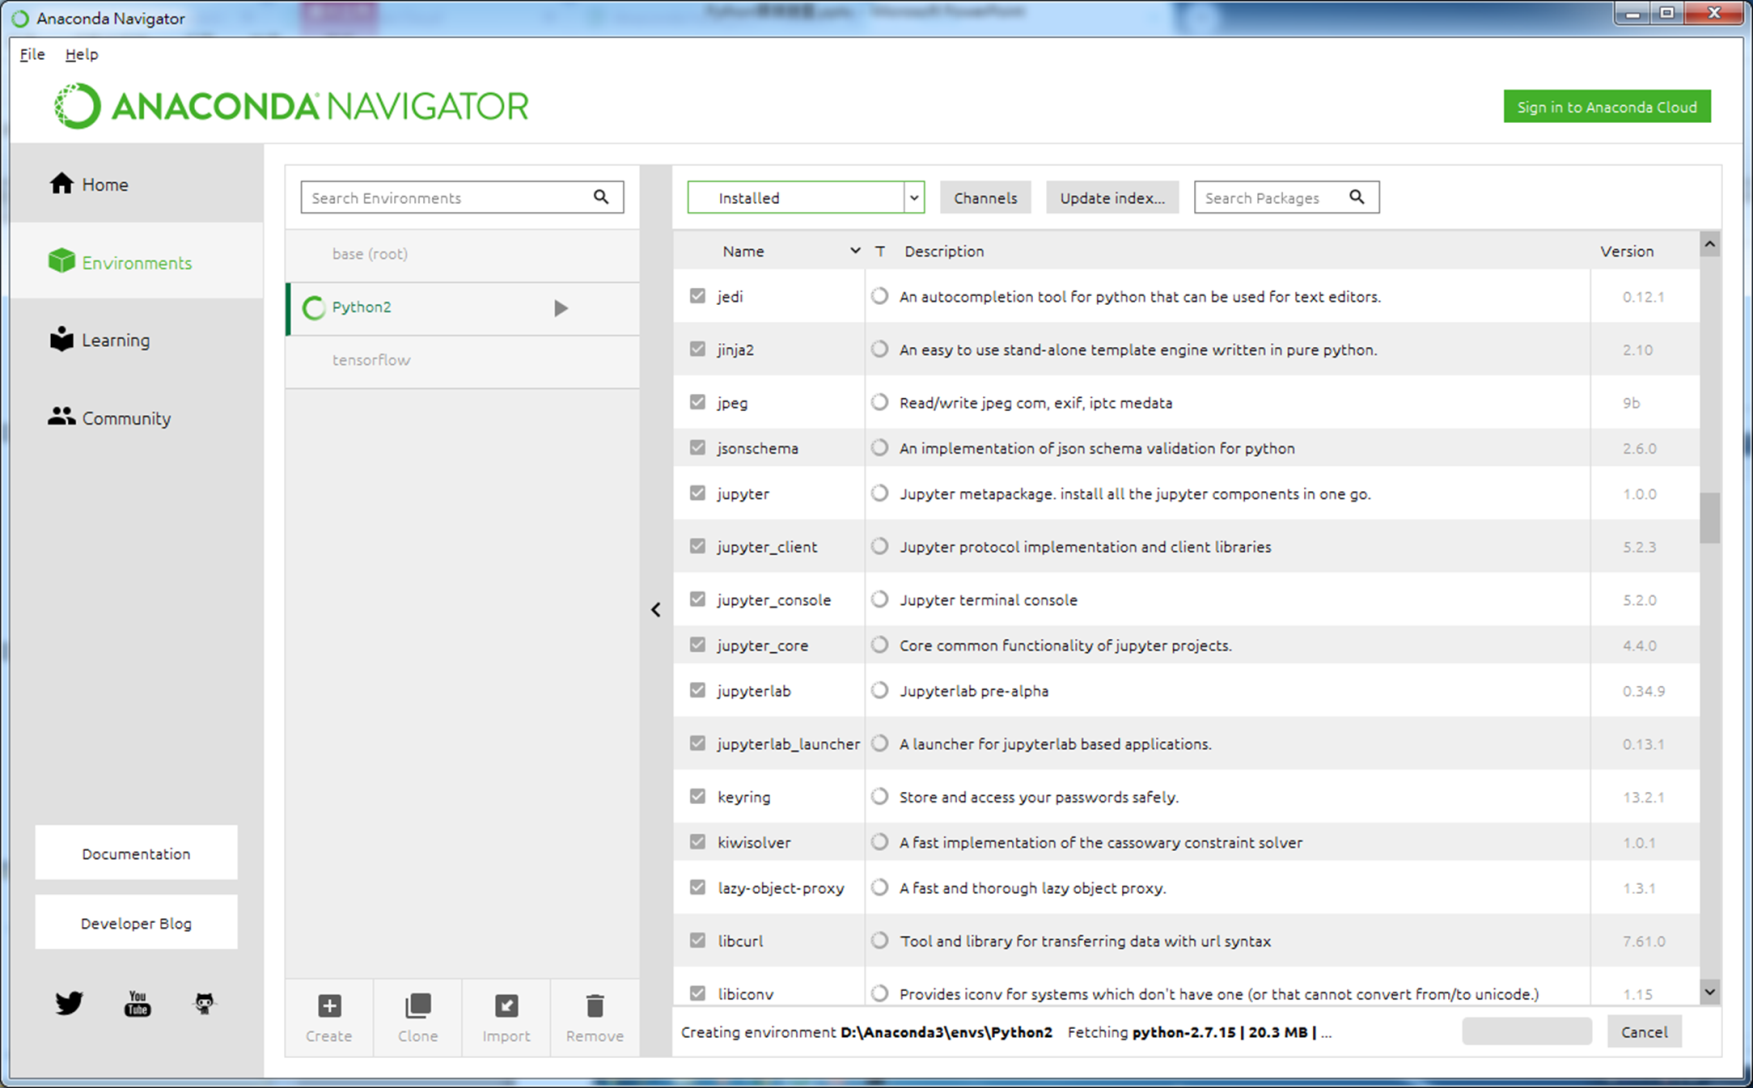 Anaconda Navigator
File Help
ANACONDA NAVIGATOR
Sign in to Anaconda Cloud
Home
Environments
Learning
Community
Documentation
Developer Blog
You
Tube
Search Environments
base (root)
Python2
tensorflow
Create Clone Import Remove
Installed Channels Update index... Search Packages
Name T Description Version
jedi An autocompletion tool for python that can be used for text editors. 0.12.1
jinja2 An easy to use stand-alone template engine written in pure python. 2.10
jpeg Read/write jpeg com, exif, iptc medata 9b
jsonschema An implementation of json schema validation for python 2.6.0
jupyter Jupyter metapackage. install all the jupyter components in one go. 1.0.0
jupyter_client Jupyter protocol implementation and client libraries 5.2.3
jupyter_console Jupyter terminal console 5.2.0
jupyter_core Core common functionality of jupyter projects. 4.4.0
jupyterlab Jupyterlab pre-alpha 0.34.9
jupyterlab_launcher A launcher for jupyterlab based applications. 0.13.1
keyring Store and access your passwords safely. 13.2.1
kiwisolver A fast implementation of the cassowary constraint solver 1.0.1
lazy-object-proxy A fast and thorough lazy object proxy. 1.3.1
libcurl Tool and library for transferring data with url syntax 7.61.0
libiconv Provides iconv for systems which don't have one (or that cannot convert from/to unicode.) 1.15
Creating environment D:\Anaconda3\envs\Python2 Fetching python-2.7.15 | 20.3 MB | ... Cancel